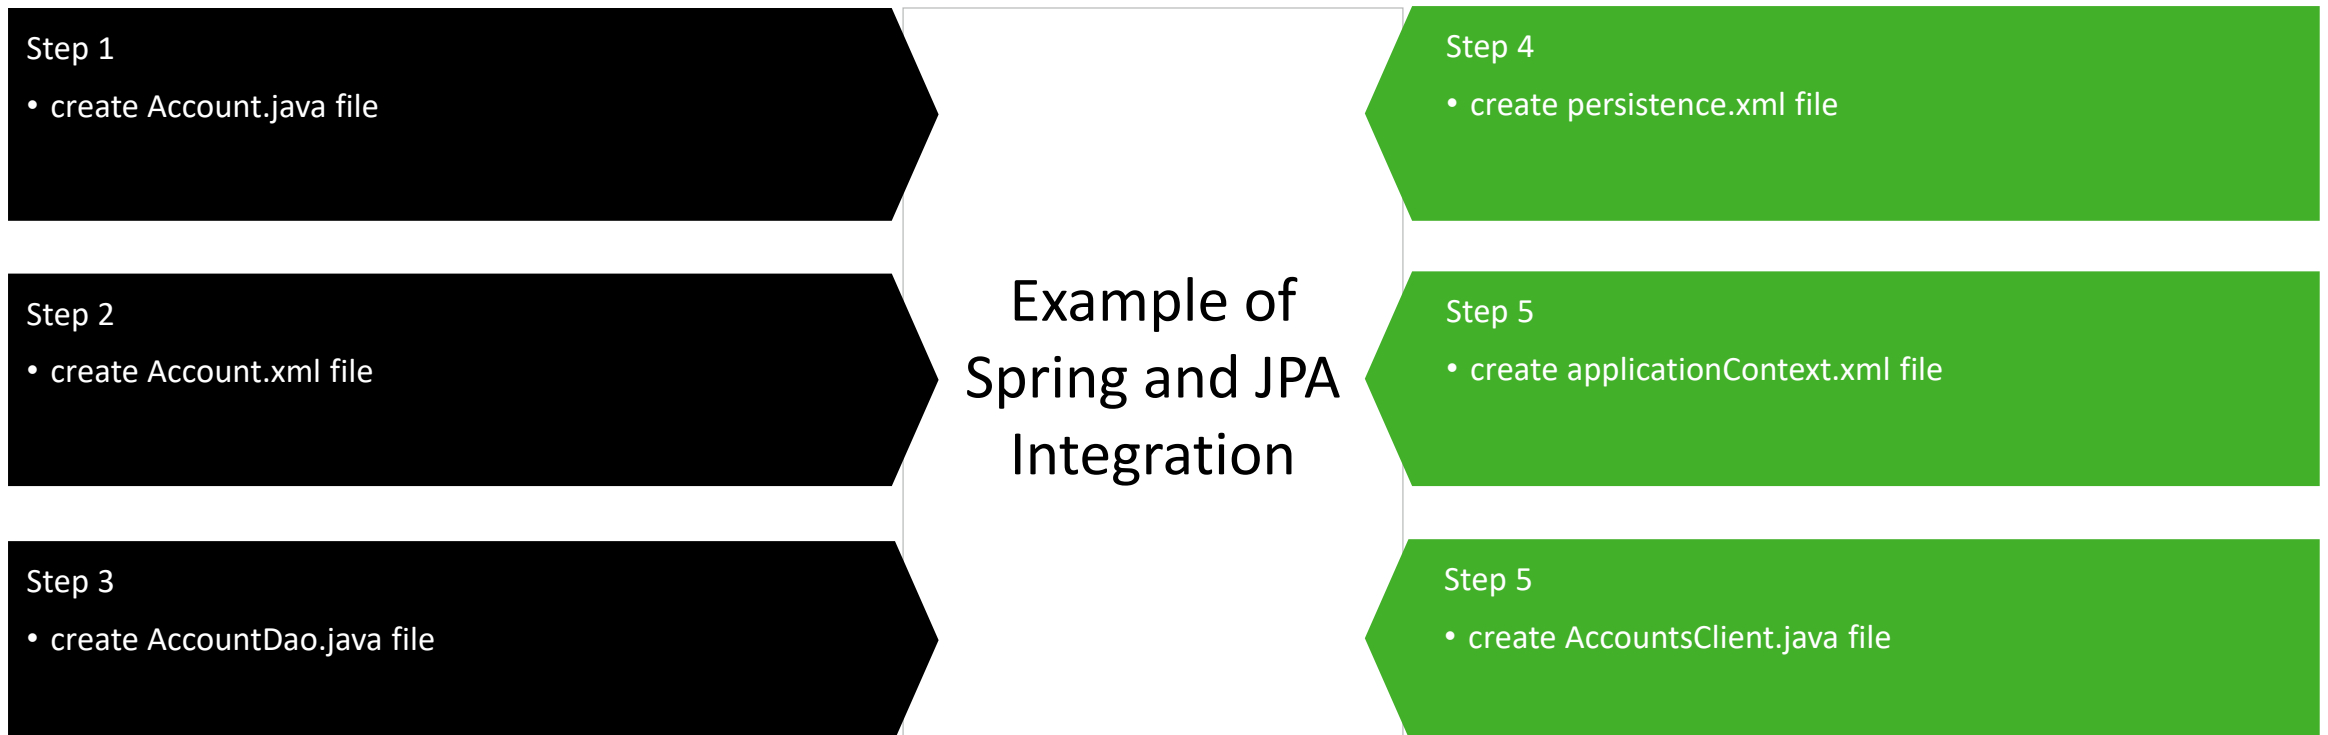 Step 1
• create Account.java file
Step 2
• create Account.xml file
Step 3
• create AccountDao.java file
Example of
Spring and JPA
Integration
Step 4
• create persistence.xml file
Step 5
• create applicationContext.xml file
Step 5
• create AccountsClient.java file